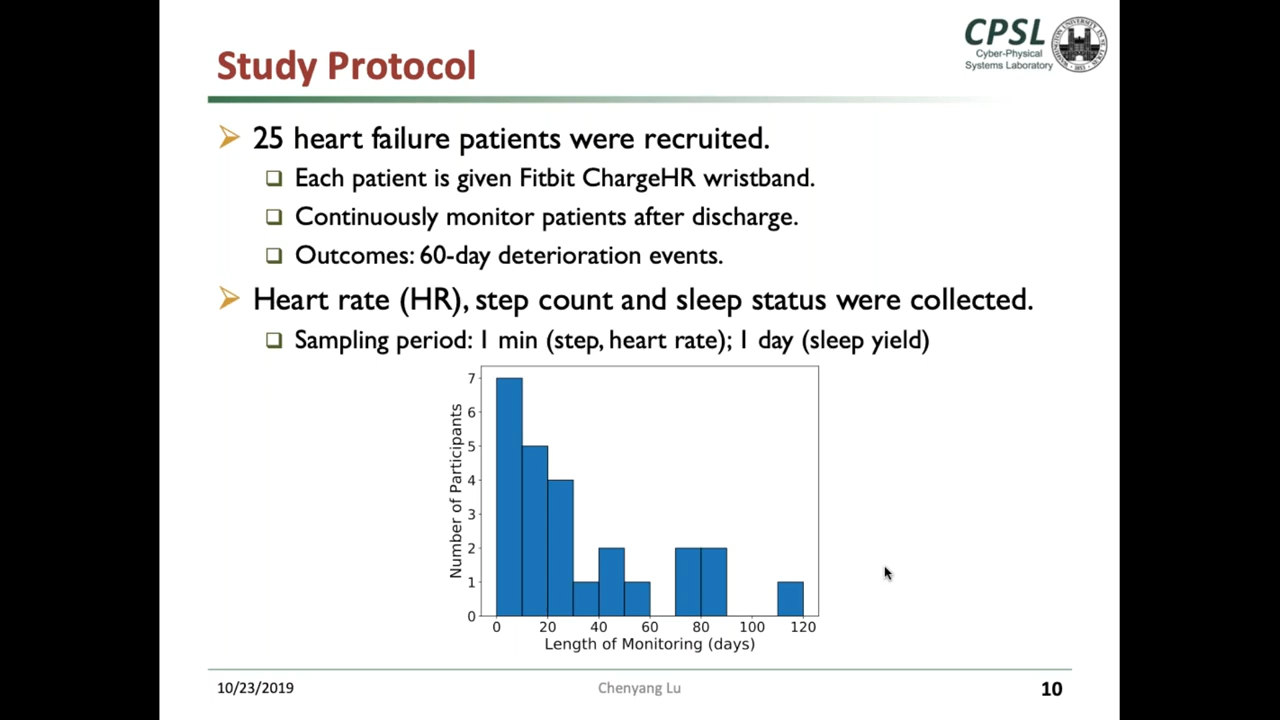 Study Protocol
CPSL
Cyber-Physical
Systems Laboratory
25 heart failure patients were recruited.
Each patient is given Fitbit ChargeHR wristband.
Continuously monitor patients after discharge.
Outcomes: 60-day deterioration events.
Heart rate (HR), step count and sleep status were collected.
Sampling period: 1 min (step, heart rate); 1 day (sleep yield)
Number of Participants
7
6
5
4
3
2
1
0
0 20 40 60 80 100 120
Length of Monitoring (days)
10/23/2019
Chenyang Lu
10